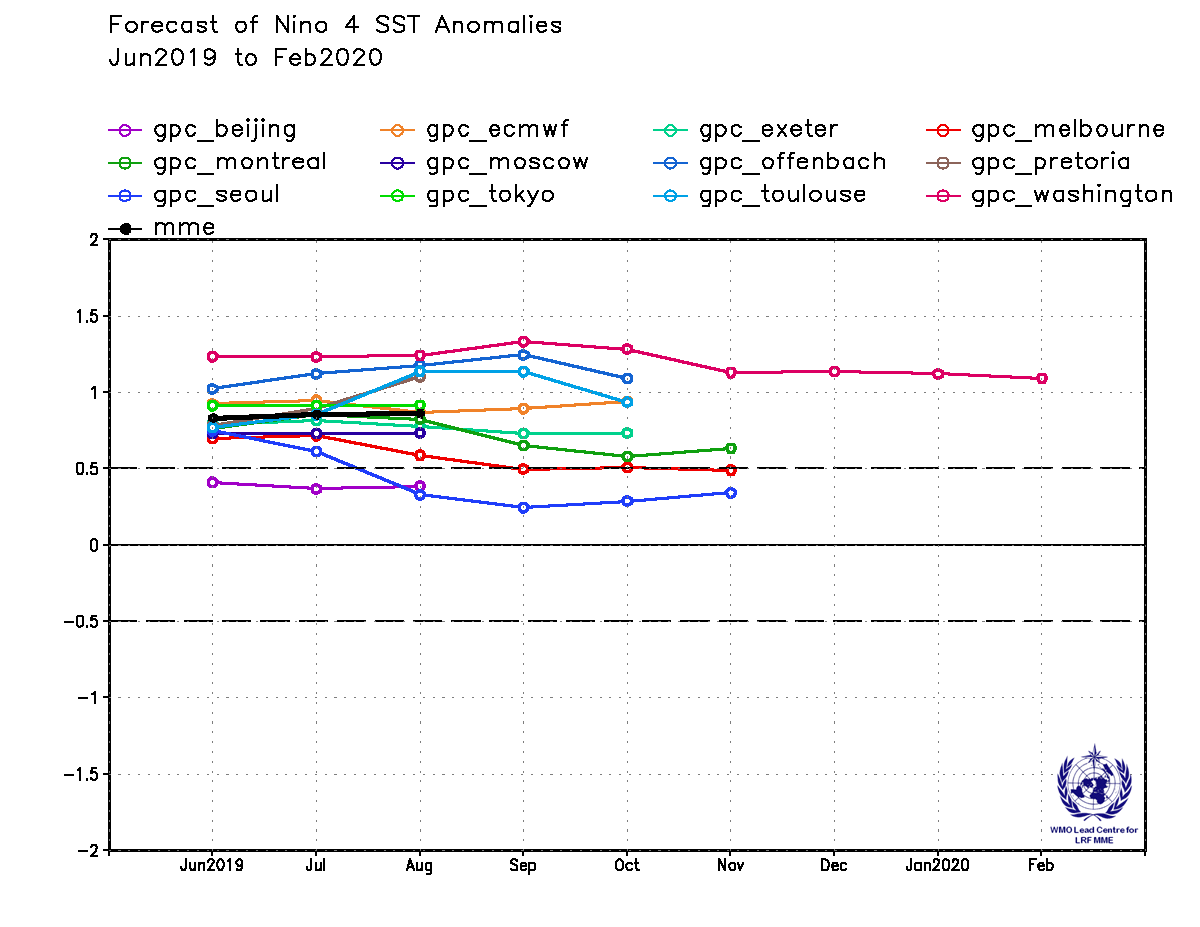 Forecast of Nino 4 SST Anomalies
Jun2019 to Feb2020
gpc_beijing gpc_ecmwf gpc_exeter gpc_melbourne
gpc_montreal gpc_moscow gpc_offenbach gpc_pretoria
gpc_seoul gpc_tokyo gpc_toulouse gpc_washington
mme
2
1.5
1
0.5
0
-0.5
-1
-1.5
-2
WMO Lead Centre for
LRF MME
Jun2019 Jul Aug Sep Oct Nov Dec Jan2020 Feb